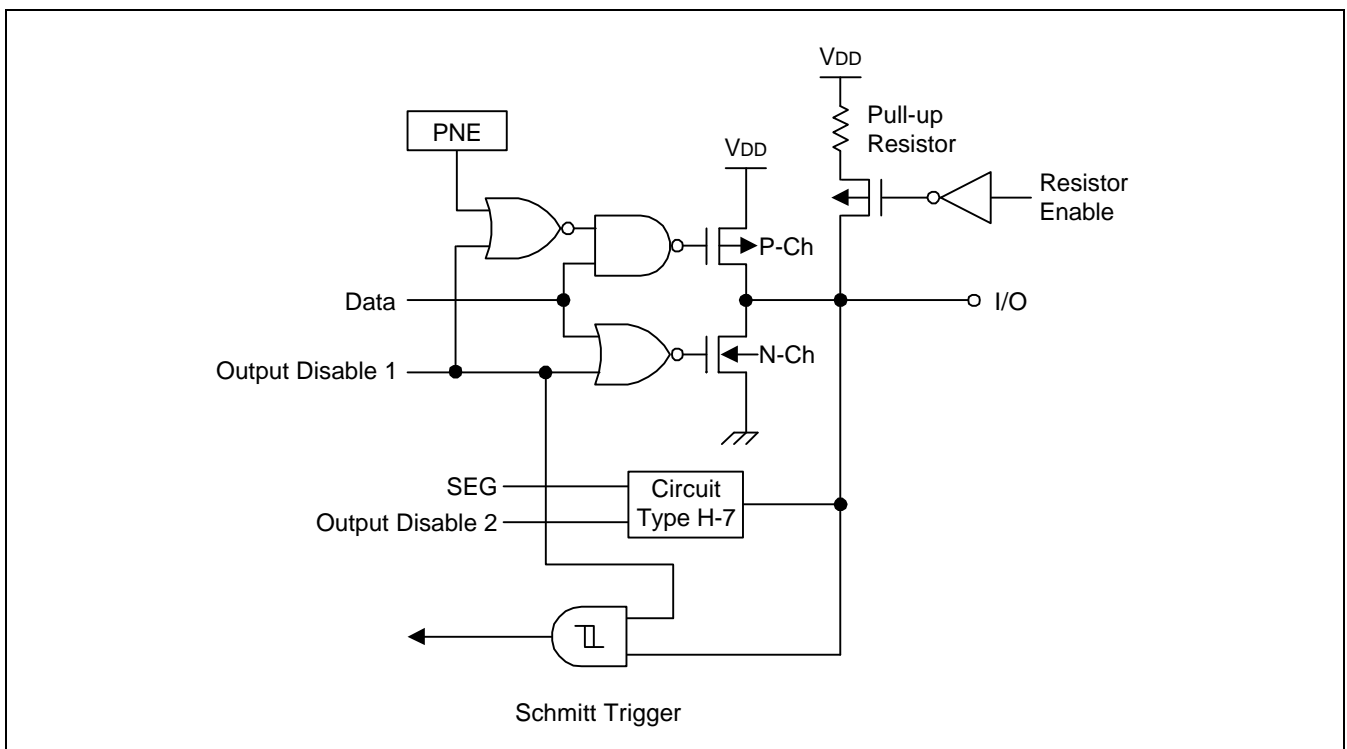 VDD
Pull-up
Resistor
PNE
VDD
Resistor
Enable
P-Ch
Data
I/O
N-Ch
Output Disable 1
SEG
Circuit
Type H-7
Output Disable 2
Schmitt Trigger